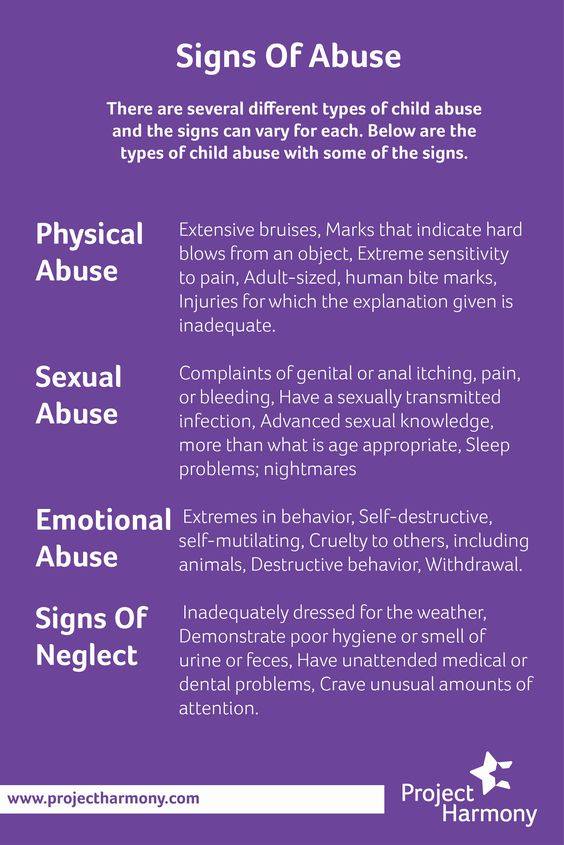 Signs Of Abuse
There are several different types of child abuse
and the signs can vary for each. Below are the
types of child abuse with some of the signs.
Physical
Abuse
Extensive bruises, Marks that indicate hard
blows from an object, Extreme sensitivity
to pain, Adult-sized, human bite marks,
Injuries for which the explanation given is
inadequate.
Sexual
Abuse
Complaints of genital or anal itching, pain,
or bleeding, Have a sexually transmitted
infection, Advanced sexual knowledge,
more than what is age appropriate, Sleep
problems; nightmares
Emotional
Abuse
Extremes in behavior, Self-destructive,
self-mutilating, Cruelty to others, including
animals, Destructive behavior, Withdrawal.
Signs Of
Neglect
Inadequately dressed for the weather,
Demonstrate poor hygiene or smell of
urine or feces, Have unattended medical or
dental problems, Crave unusual amounts of
attention.
www.projectharmony.com
Project
Harmony